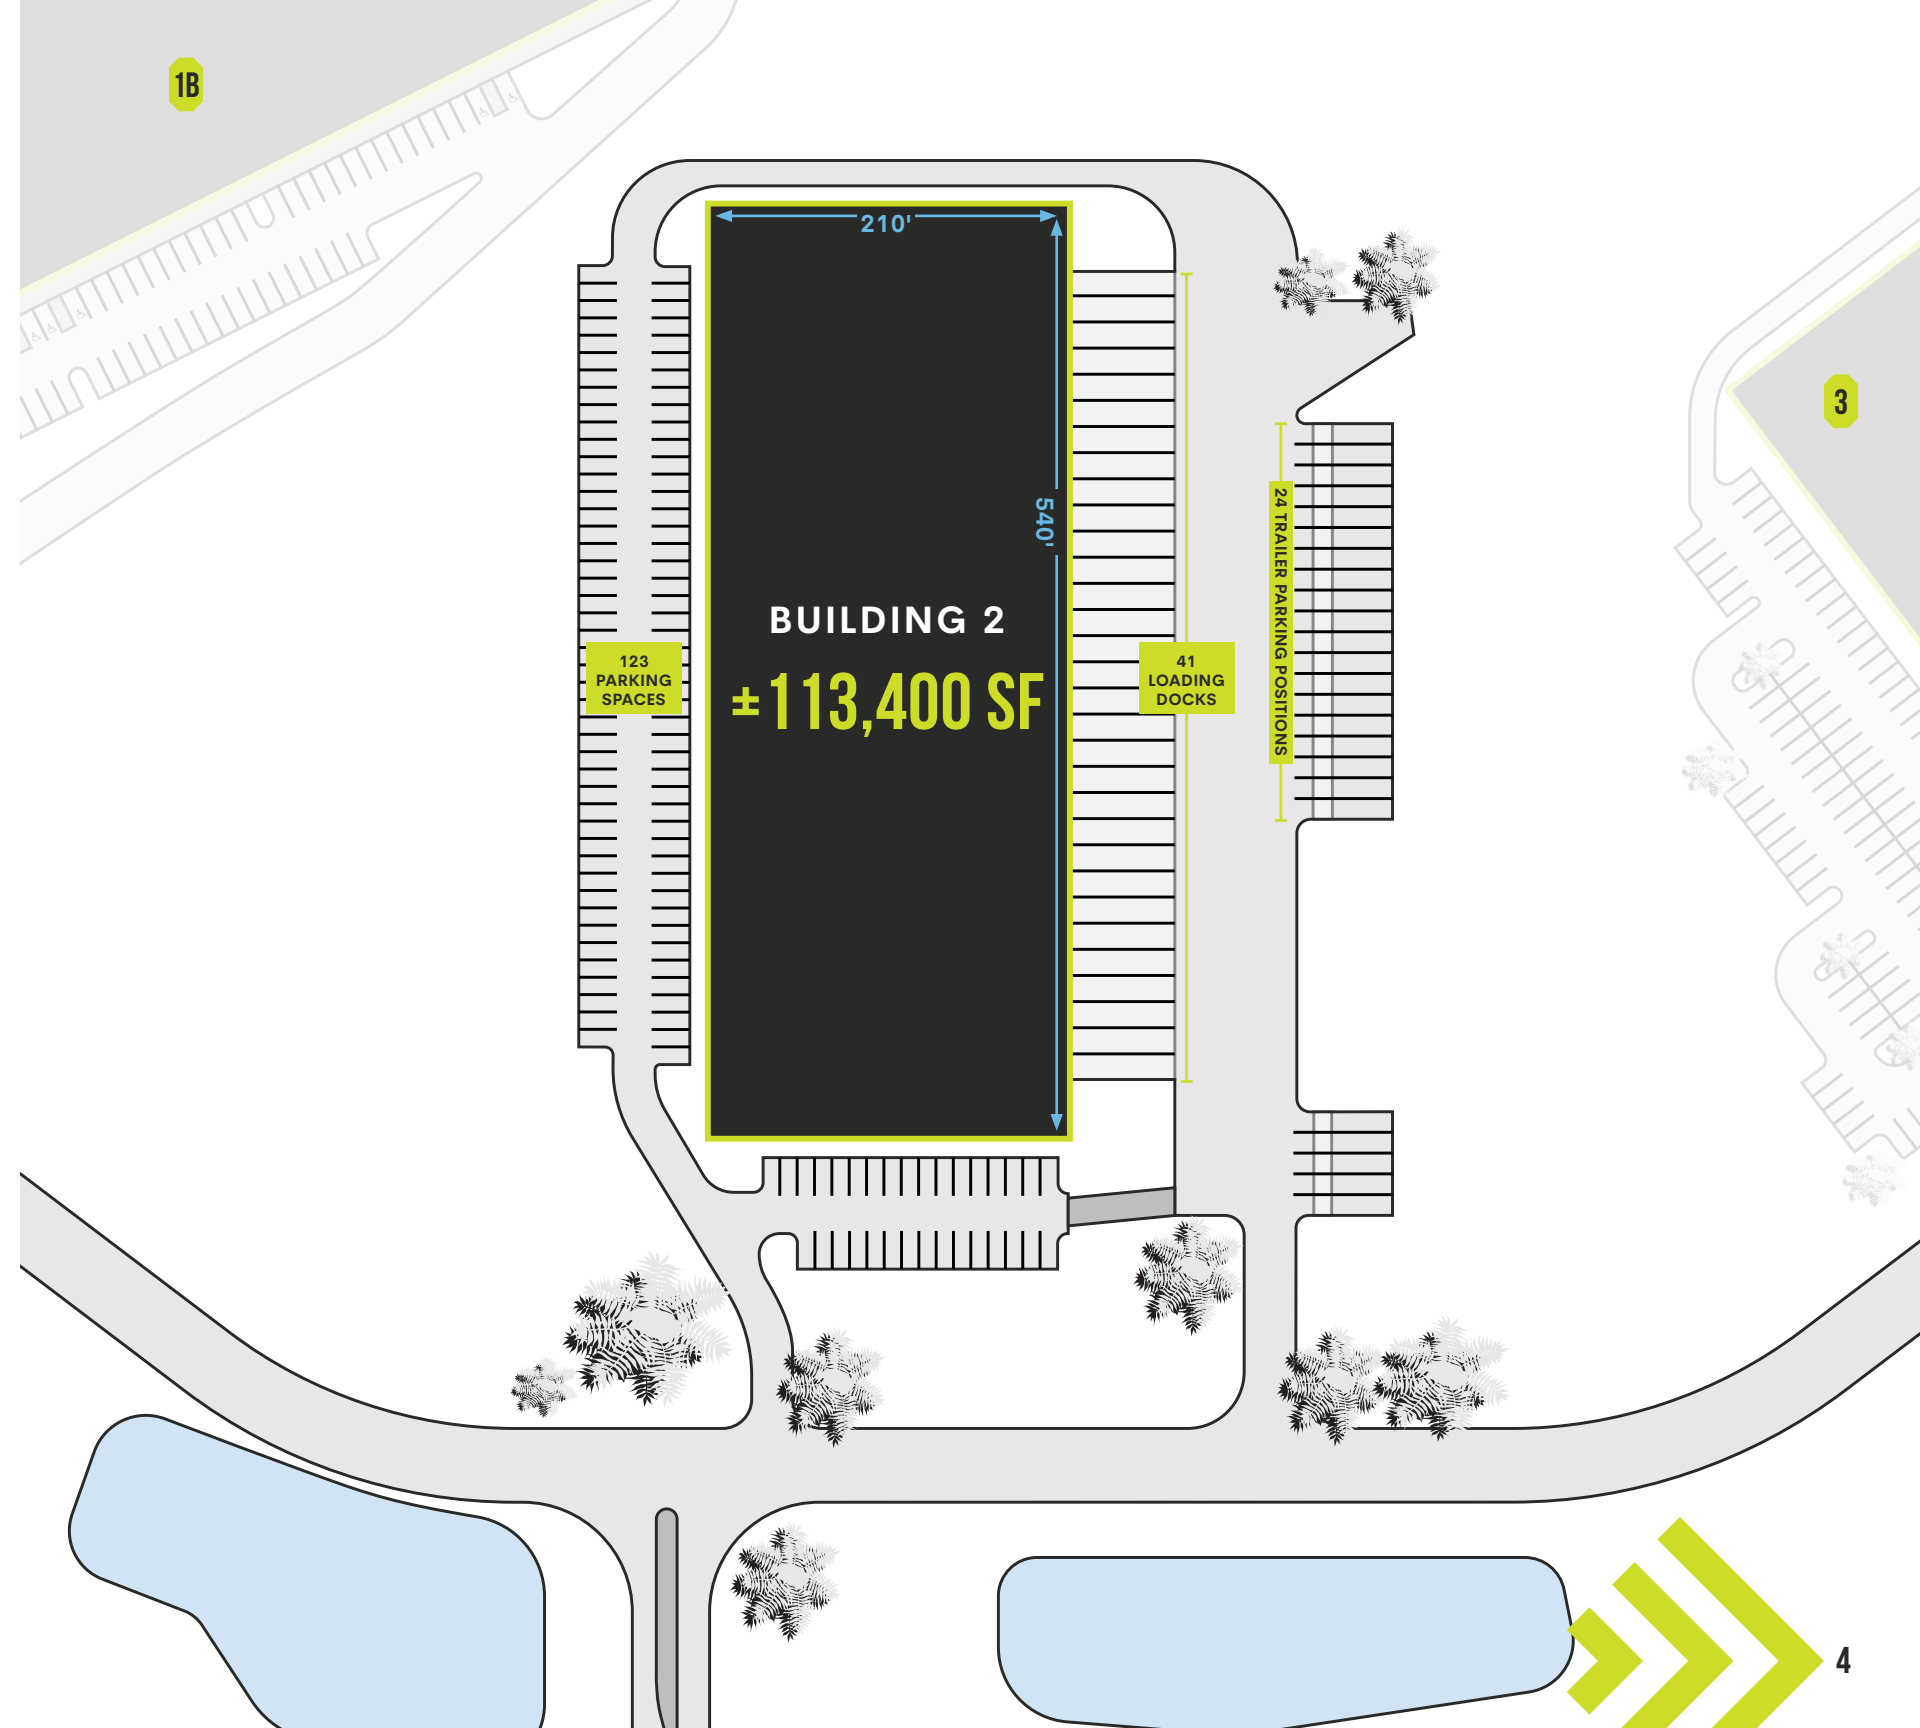 1B
210'
3
540'
24 TRAILER PARKING POSITIONS
BUILDING 2
±113,400 SF
123
PARKING
SPACES
41
LOADING
DOCKS
4